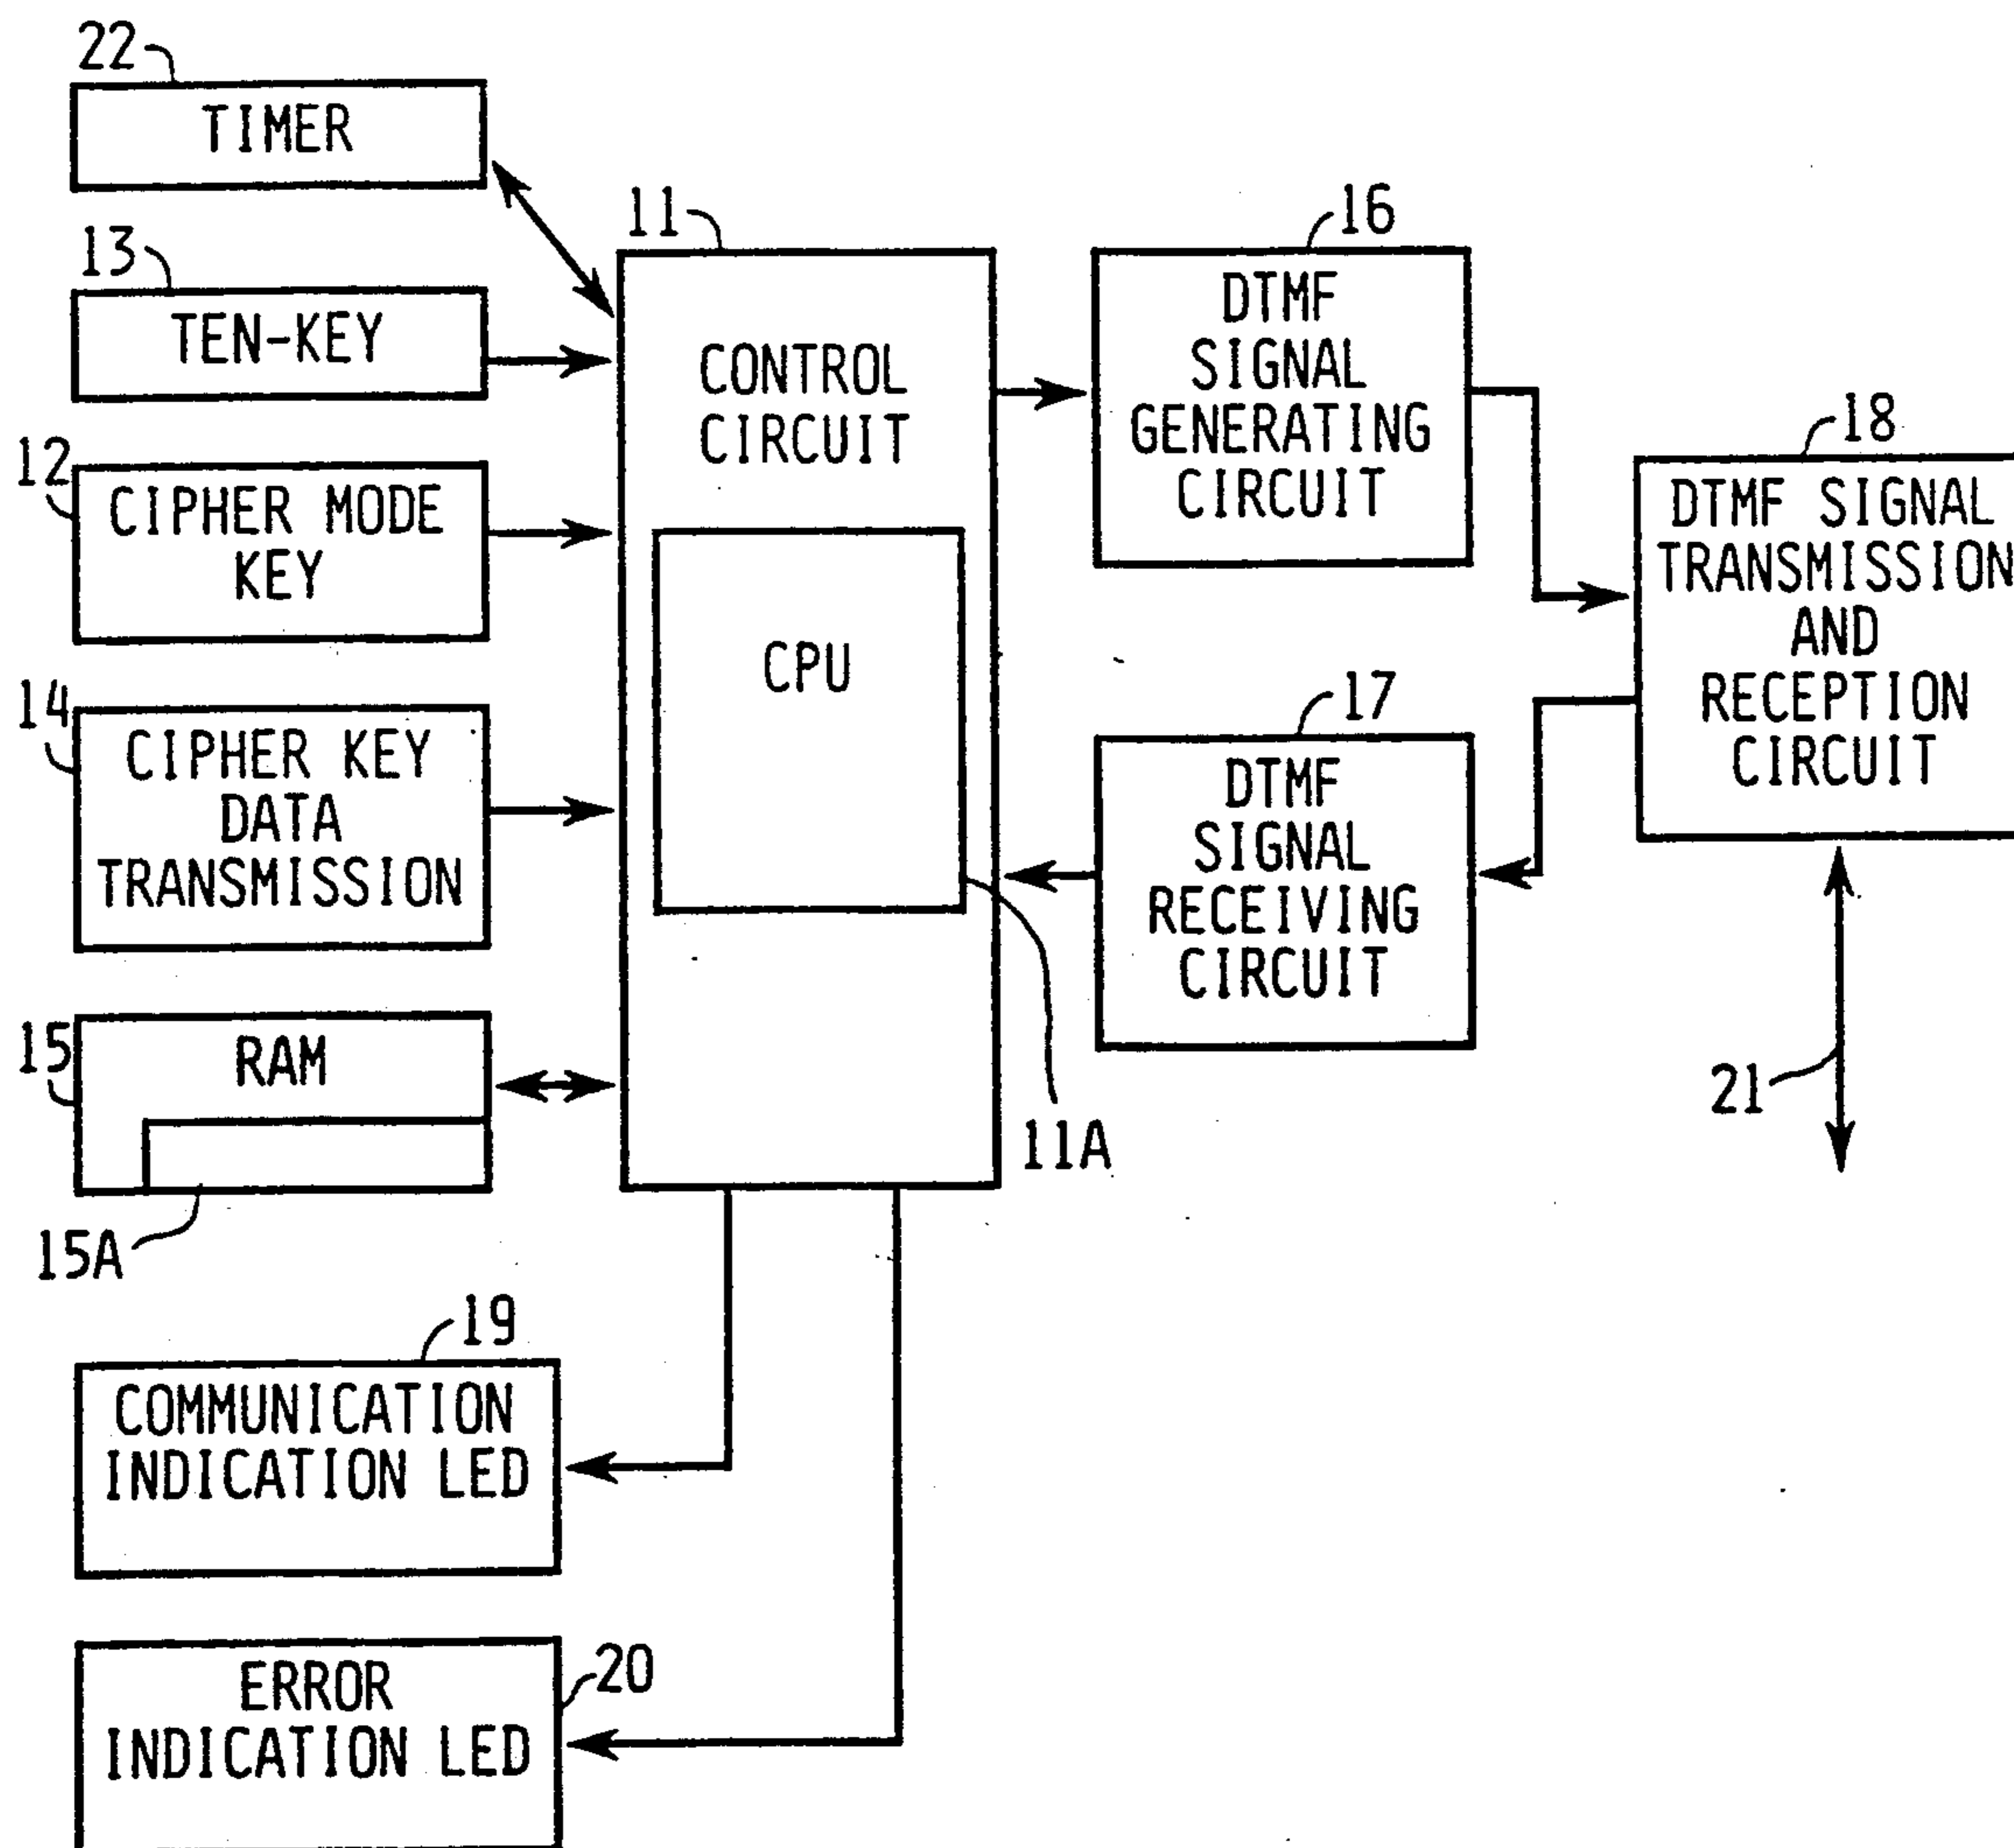 22
TIMER
13
TEN-KEY
12
CIPHER MODE
KEY
14
CIPHER KEY
DATA
TRANSMISSION
15
RAM
15A
11
CONTROL
CIRCUIT
CPU
11A
16
DTMF
SIGNAL
GENERATING
CIRCUIT
17
DTMF
SIGNAL
RECEIVING
CIRCUIT
18
DTMF SIGNAL
TRANSMISSION
AND
RECEPTION
CIRCUIT
21
19
COMMUNICATION
INDICATION LED
20
ERROR
INDICATION LED